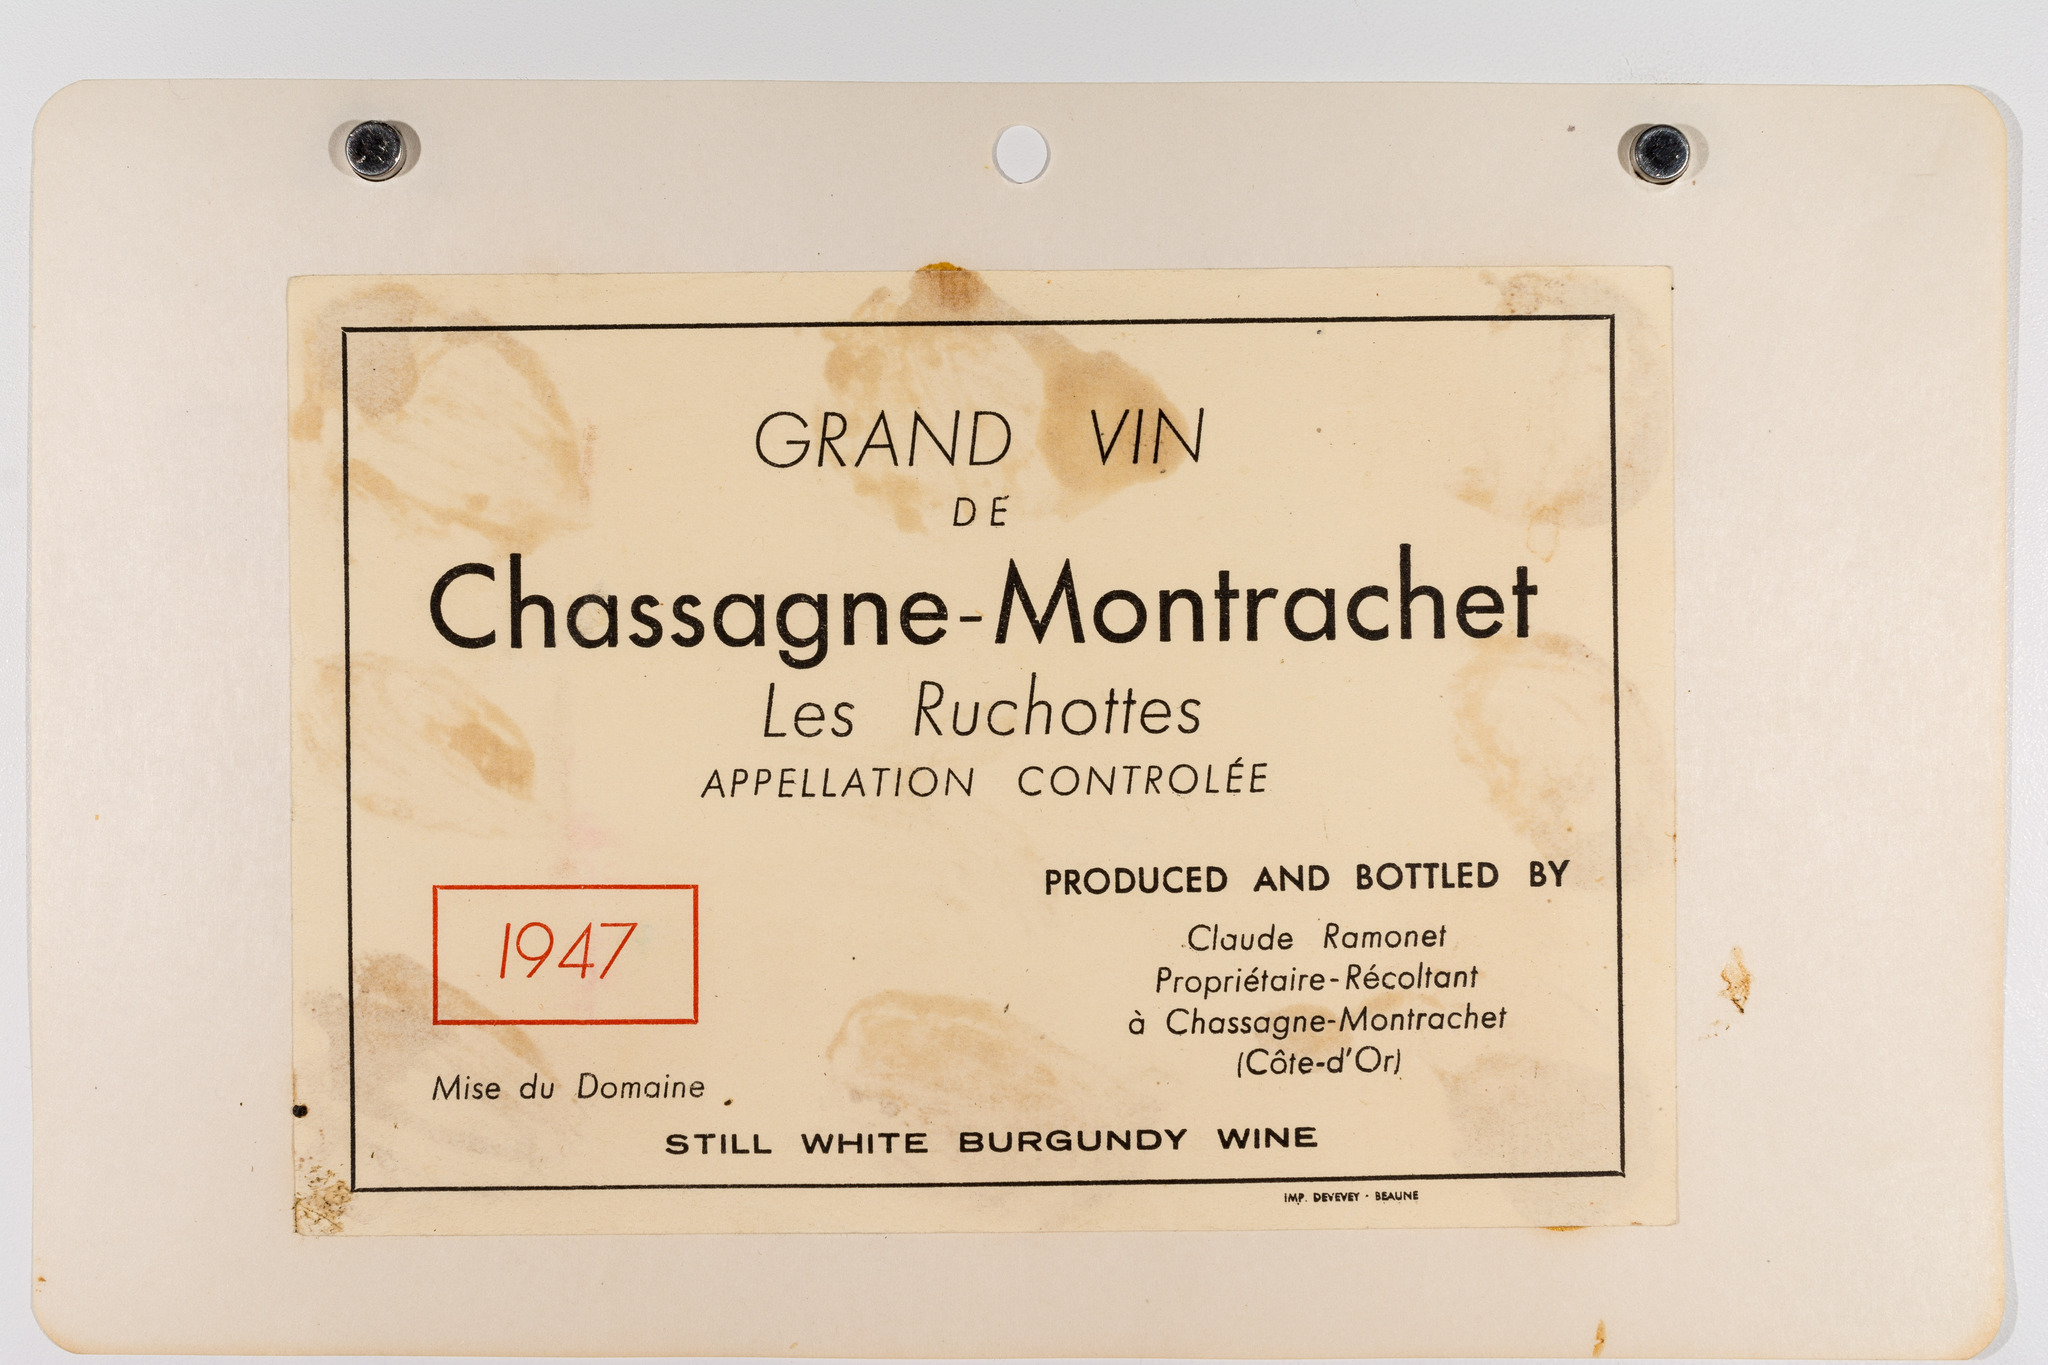 GRAND VIN
DE
Chassagne-Montrachet
Les Ruchottes
APPELLATION CONTROLÉE
1947
Mise du Domaine
PRODUCED AND BOTTLED BY
Claude Ramonet
Propriétaire-Récoltant
à Chassagne-Montrachet
(Côte-d'Or)
STILL WHITE BURGUNDY WINE
IMP. DEVEVEY - BEAUNE